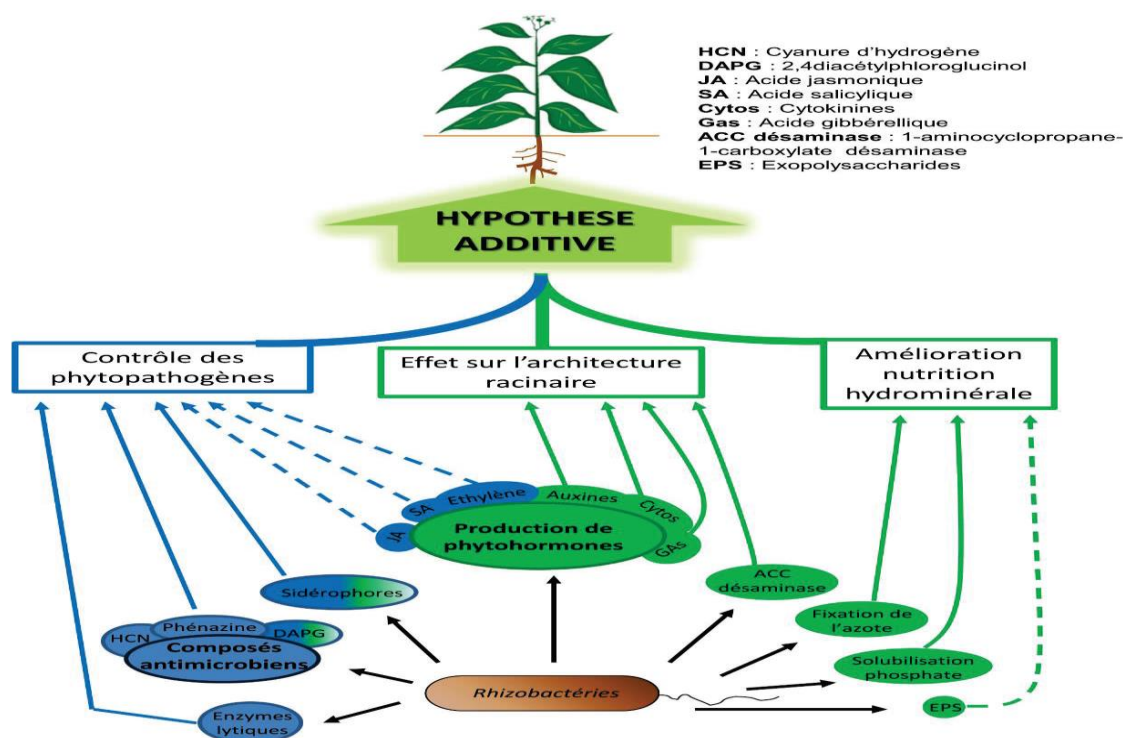 HCN : Cyanure d'hydrogène
DAPG : 2,4diacétylphloroglucinol
JA : Acide jasmonique
SA : Acide salicylique
Cytos : Cytokinines
Gas : Acide gibbérellique
ACC désaminase : 1-aminocyclopropane-
1-carboxylate désaminase
EPS : Exopolysaccharides
HYPOTHESE
ADDITIVE
Contrôle des
phytopathogènes
Effet sur l'architecture
racinaire
Amélioration
nutrition
hydrominérale
JA
SA
Ethylène
Auxines
Cytos
GAs
Production de
phytohormones
Sidérophores
ACC
désaminase
HCN
Phénazine
DAPG
Composés
antimicrobiens
Fixation de
l'azote
Solubilisation
phosphate
Rhizobactéries
EPS
Enzymes
lytiques